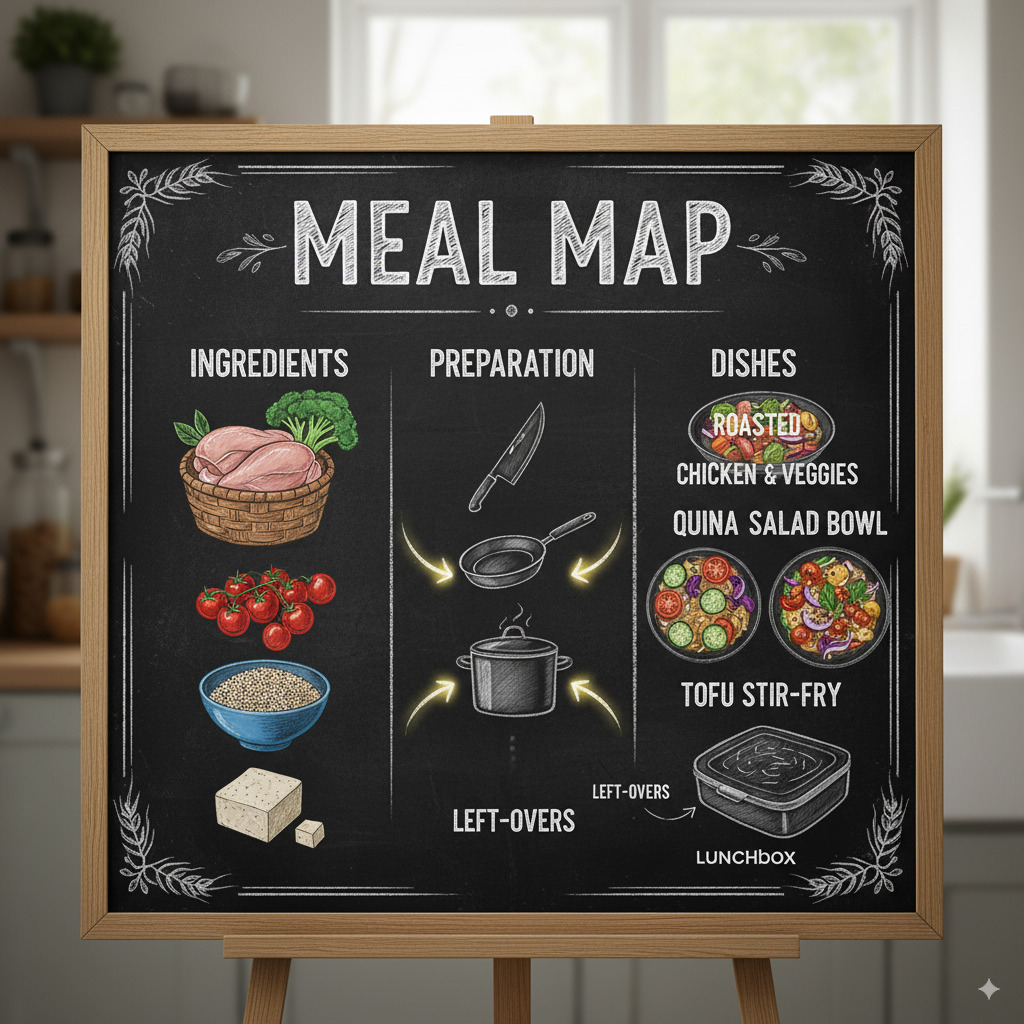 MEAL MAP
INGREDIENTS
PREPARATION
DISHES
ROASTED
CHICKEN & VEGGIES
QUINA SALAD BOWL
TOFU STIR-FRY
LEFT-OVERS
LEFT-OVERS
LUNCHbOX